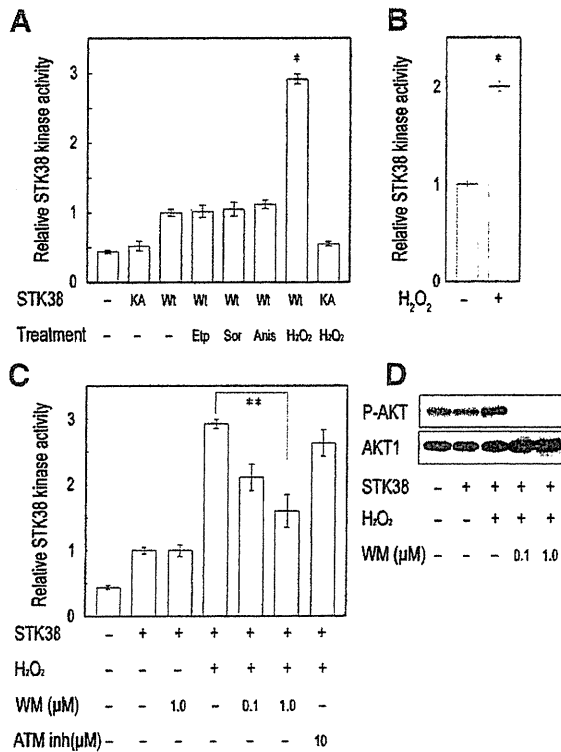 A
Relative STK38 kinase activity
3
2
1
0
*
STK38 – KA Wt Wt Wt Wt Wt KA
Treatment – – – Etp Sor Anis H₂O₂ H₂O₂
B
Relative STK38 kinase activity
2
1
0
*
H₂O₂ – +
C
Relative STK38 kinase activity
3
2
1
0
**
STK38 – + + + + + +
H₂O₂ – – – + + + +
WM (μM) – – 1.0 – 0.1 1.0 –
ATM inh(μM) – – – – – – 10
D
P-AKT
AKT1
STK38 – + + + +
H₂O₂ – – + + +
WM (μM) – – – 0.1 1.0